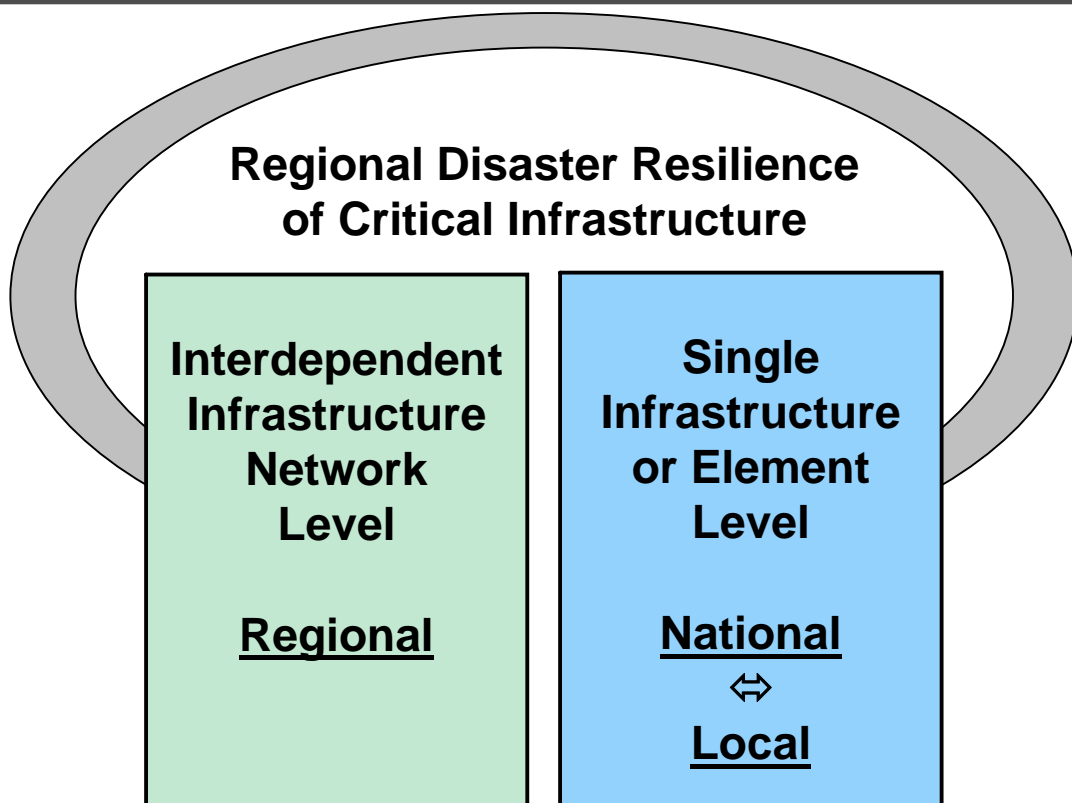 Regional Disaster Resilience
of Critical Infrastructure
Interdependent
Infrastructure
Network
Level
Regional
Single
Infrastructure
or Element
Level
National
⬄
Local